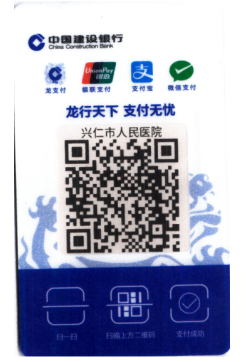 中国建设银行
China Construction Bank
UnionPay
银联
龙支付 银联支付 支付宝 微信支付
龙行天下 支付无忧
兴仁市人民医院
扫一扫 扫描上方二维码 支付成功